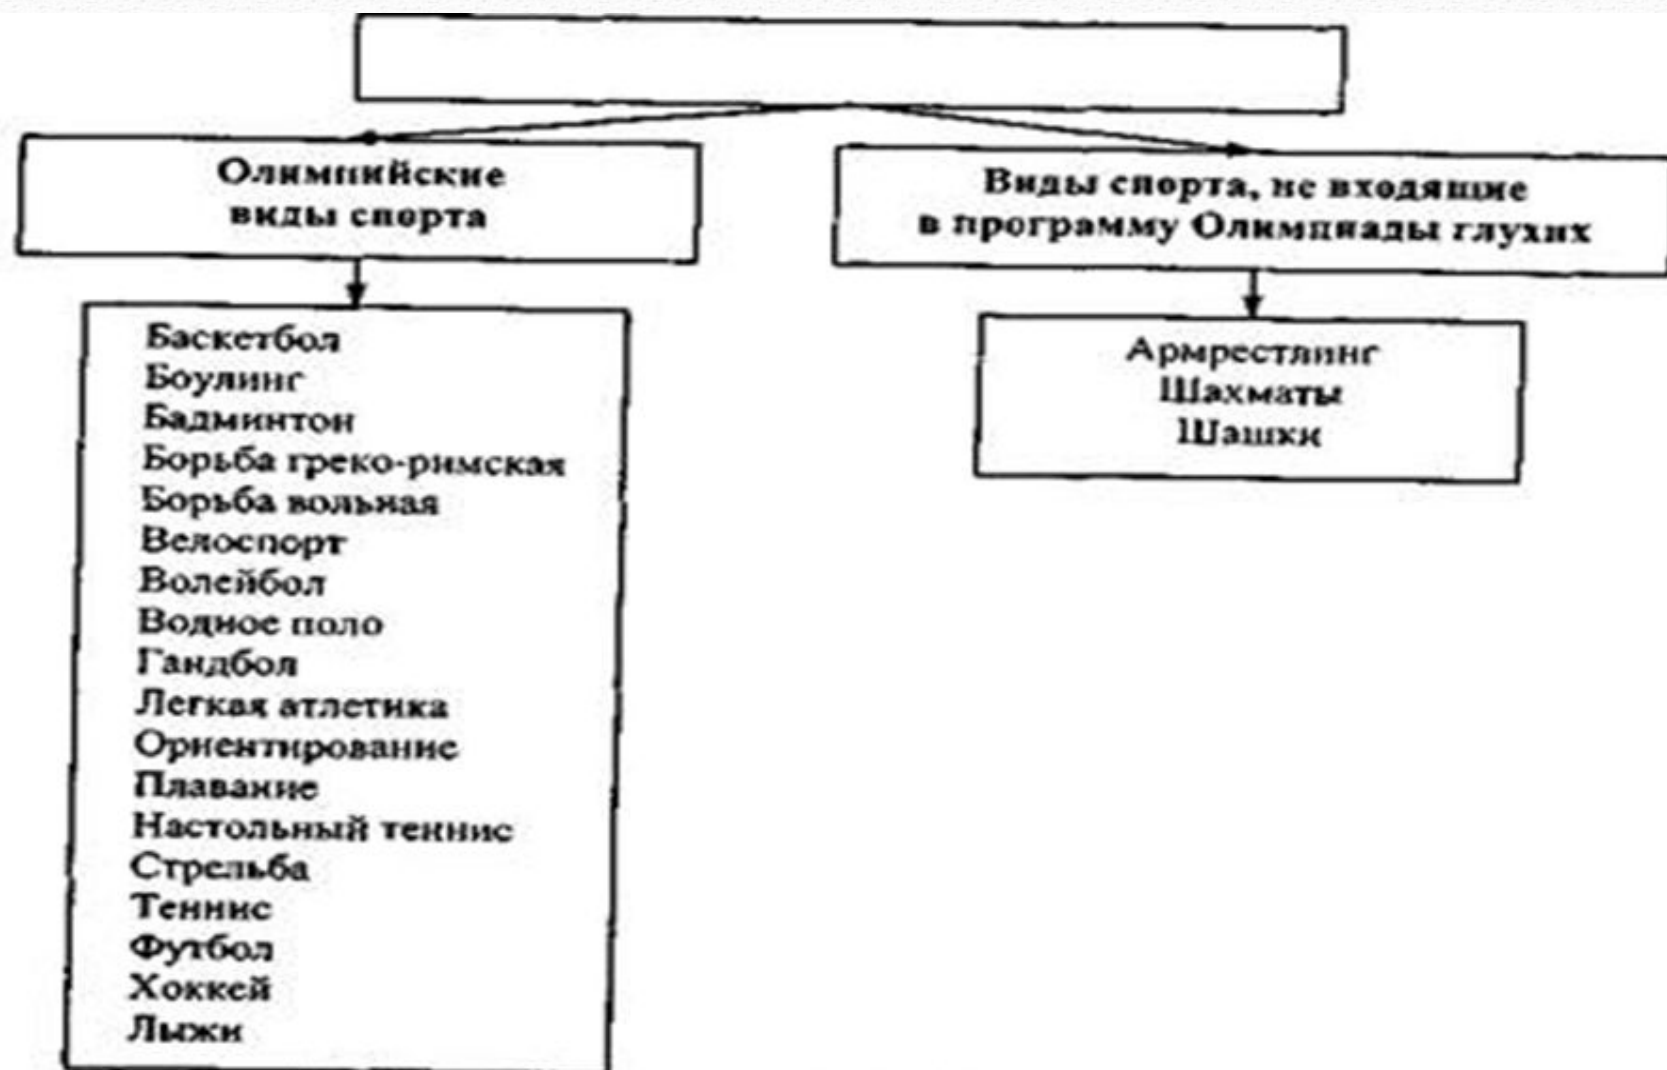 Олимпийские
виды спорта
Виды спорта, не входящие
в программу Олимпиады глухих
Баскетбол
Боулинг
Бадминтон
Борьба греко-римская
Борьба вольная
Велоспорт
Волейбол
Водное поло
Гандбол
Легкая атлетика
Ориентирование
Плавание
Настольный теннис
Стрельба
Теннис
Футбол
Хоккей
Лыжи
Армрестлинг
Шахматы
Шашки